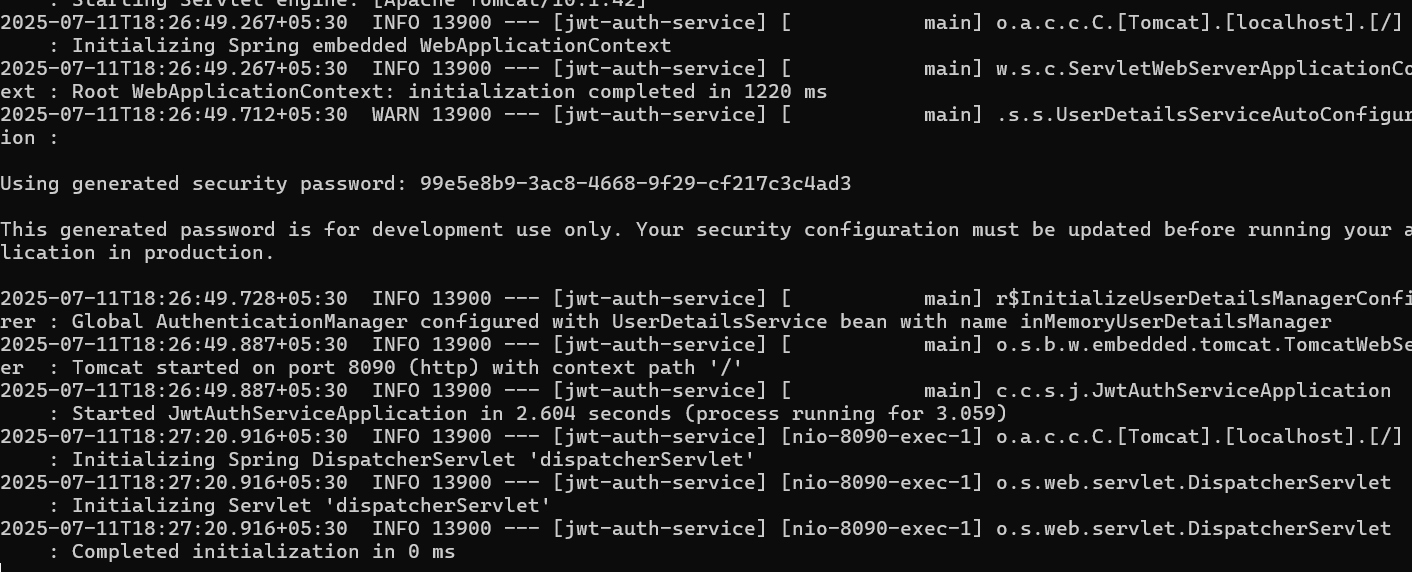 : Starting Servlet engine: [Apache Tomcat/10.1.42]
2025-07-11T18:26:49.267+05:30  INFO 13900 --- [jwt-auth-service] [           main] o.a.c.c.C.[Tomcat].[localhost].[/]
    : Initializing Spring embedded WebApplicationContext
2025-07-11T18:26:49.267+05:30  INFO 13900 --- [jwt-auth-service] [           main] w.s.c.ServletWebServerApplicationCo
ext : Root WebApplicationContext: initialization completed in 1220 ms
2025-07-11T18:26:49.712+05:30  WARN 13900 --- [jwt-auth-service] [           main] .s.s.UserDetailsServiceAutoConfigur
ion :

Using generated security password: 99e5e8b9-3ac8-4668-9f29-cf217c3c4ad3

This generated password is for development use only. Your security configuration must be updated before running your a
lication in production.

2025-07-11T18:26:49.728+05:30  INFO 13900 --- [jwt-auth-service] [           main] r$InitializeUserDetailsManagerConfi
rer : Global AuthenticationManager configured with UserDetailsService bean with name inMemoryUserDetailsManager
2025-07-11T18:26:49.887+05:30  INFO 13900 --- [jwt-auth-service] [           main] o.s.b.w.embedded.tomcat.TomcatWebSe
er  : Tomcat started on port 8090 (http) with context path '/'
2025-07-11T18:26:49.887+05:30  INFO 13900 --- [jwt-auth-service] [           main] c.c.s.j.JwtAuthServiceApplication
    : Started JwtAuthServiceApplication in 2.604 seconds (process running for 3.059)
2025-07-11T18:27:20.916+05:30  INFO 13900 --- [jwt-auth-service] [nio-8090-exec-1] o.a.c.c.C.[Tomcat].[localhost].[/]
    : Initializing Spring DispatcherServlet 'dispatcherServlet'
2025-07-11T18:27:20.916+05:30  INFO 13900 --- [jwt-auth-service] [nio-8090-exec-1] o.s.web.servlet.DispatcherServlet
    : Initializing Servlet 'dispatcherServlet'
2025-07-11T18:27:20.916+05:30  INFO 13900 --- [jwt-auth-service] [nio-8090-exec-1] o.s.web.servlet.DispatcherServlet
    : Completed initialization in 0 ms